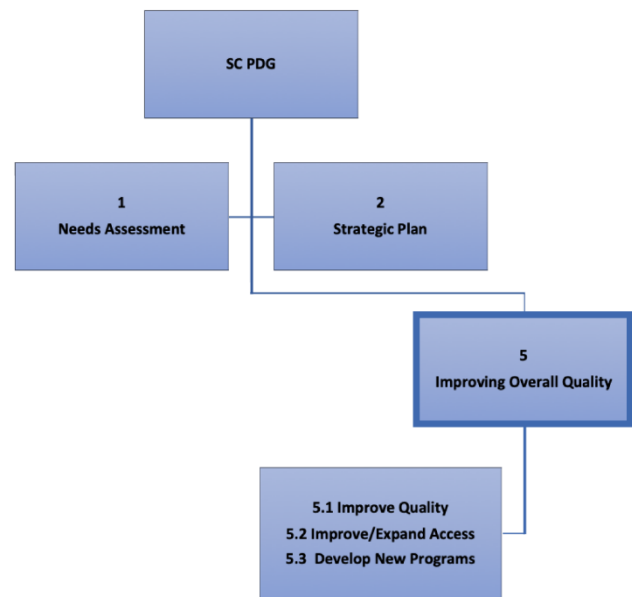 SC PDG
1
Needs Assessment
2
Strategic Plan
5
Improving Overall Quality
5.1 Improve Quality
5.2 Improve/Expand Access
5.3 Develop New Programs